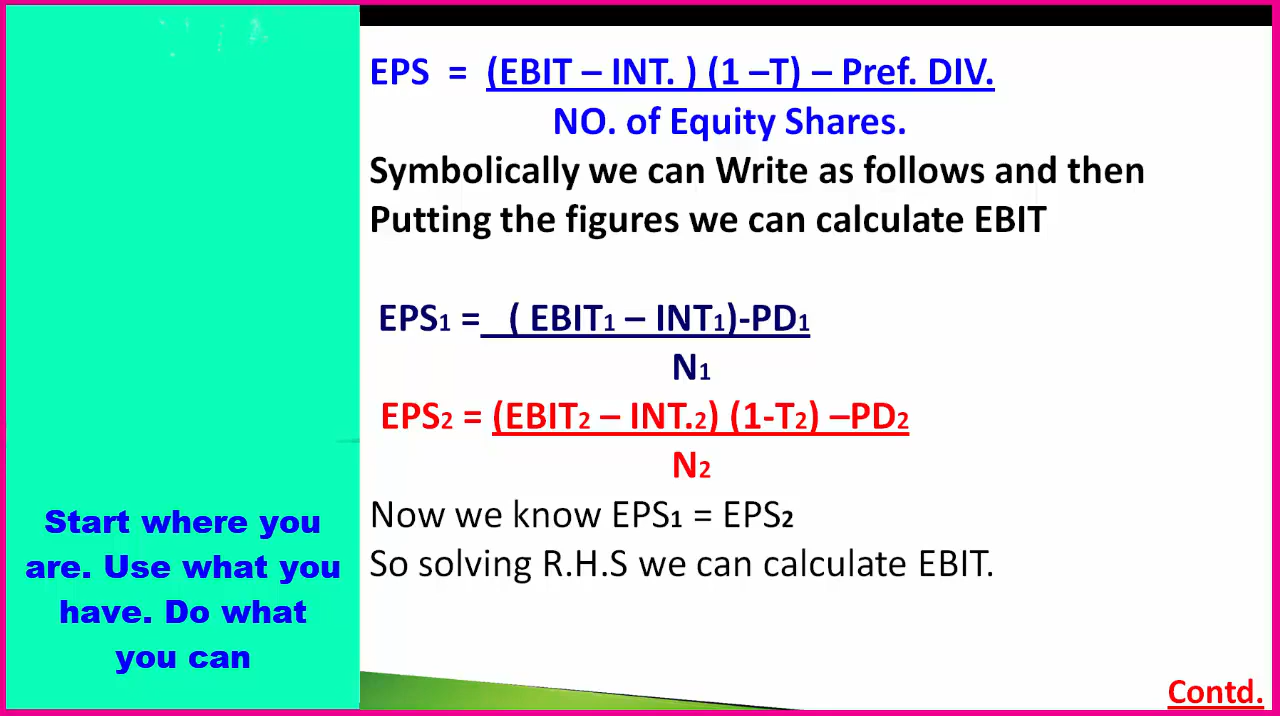 EPS = (EBIT – INT. ) (1 –T) – Pref. DIV.
NO. of Equity Shares.
Symbolically we can Write as follows and then
Putting the figures we can calculate EBIT
EPS1 = ( EBIT1 – INT1)-PD1
N1
EPS2 = (EBIT2 – INT.2) (1-T2) –PD2
N2
Now we know EPS1 = EPS2
So solving R.H.S we can calculate EBIT.
Start where you
are. Use what you
have. Do what
you can
Contd.